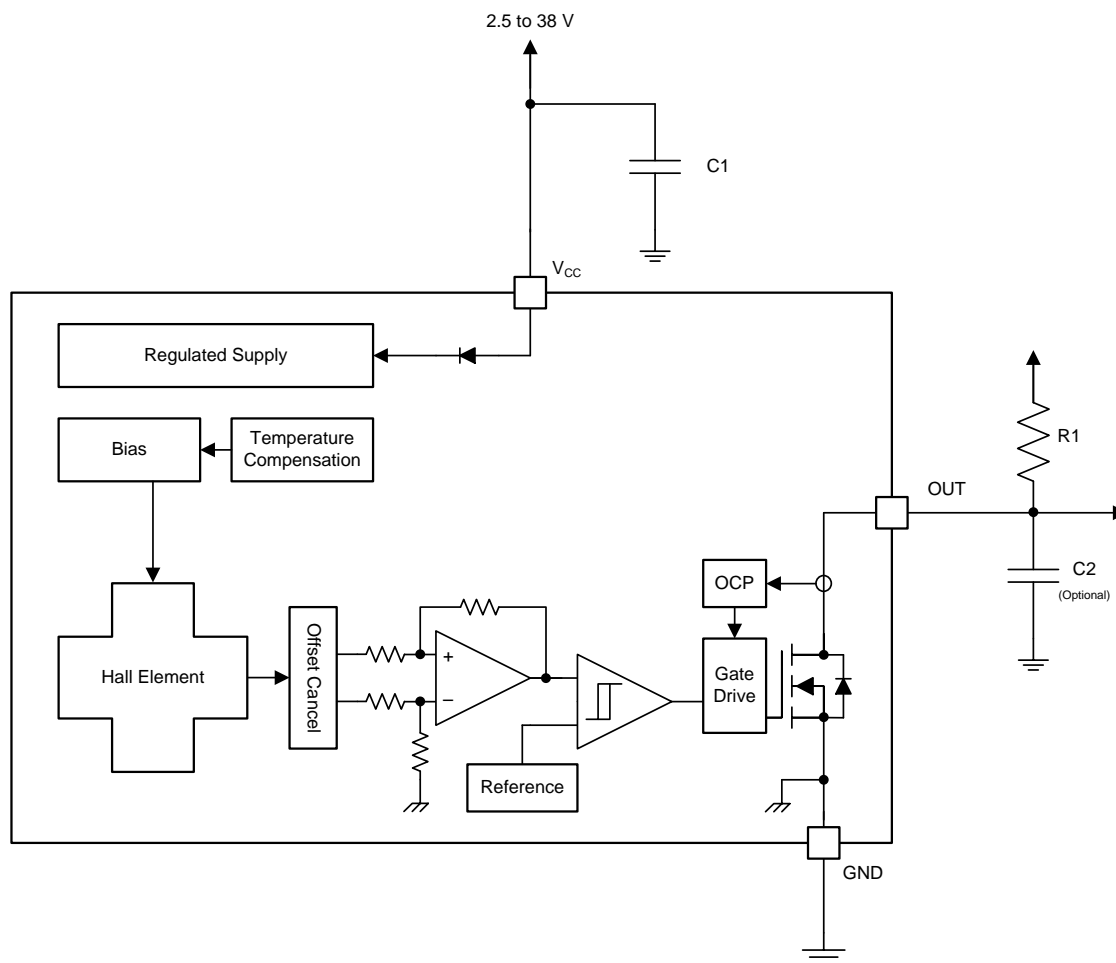 2.5 to 38 V
C1
VCC
Regulated Supply
Bias
Temperature
Compensation
R1
OUT
OCP
C2
(Optional)
Hall Element
Offset Cancel
+
–
Gate
Drive
Reference
GND